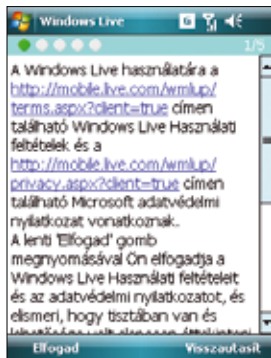 Windows Live
1/5
A Windows Live használatára a
http://mobile.live.com/wmlup/
terms.aspx?client=true címen
található Windows Live Használati
feltételek és a
http://mobile.live.com/wmlup/
privacy.aspx?client=true címen
található Microsoft adatvédelmi
nyilatkozat vonatkoznak.
A lenti 'Elfogad' gomb
megnyomásával Ön elfogadja a
Windows Live Használati feltételeit
és az adatvédelmi nyilatkozatot, és
elismeri, hogy tisztában van és
Elfogad
Visszautasít